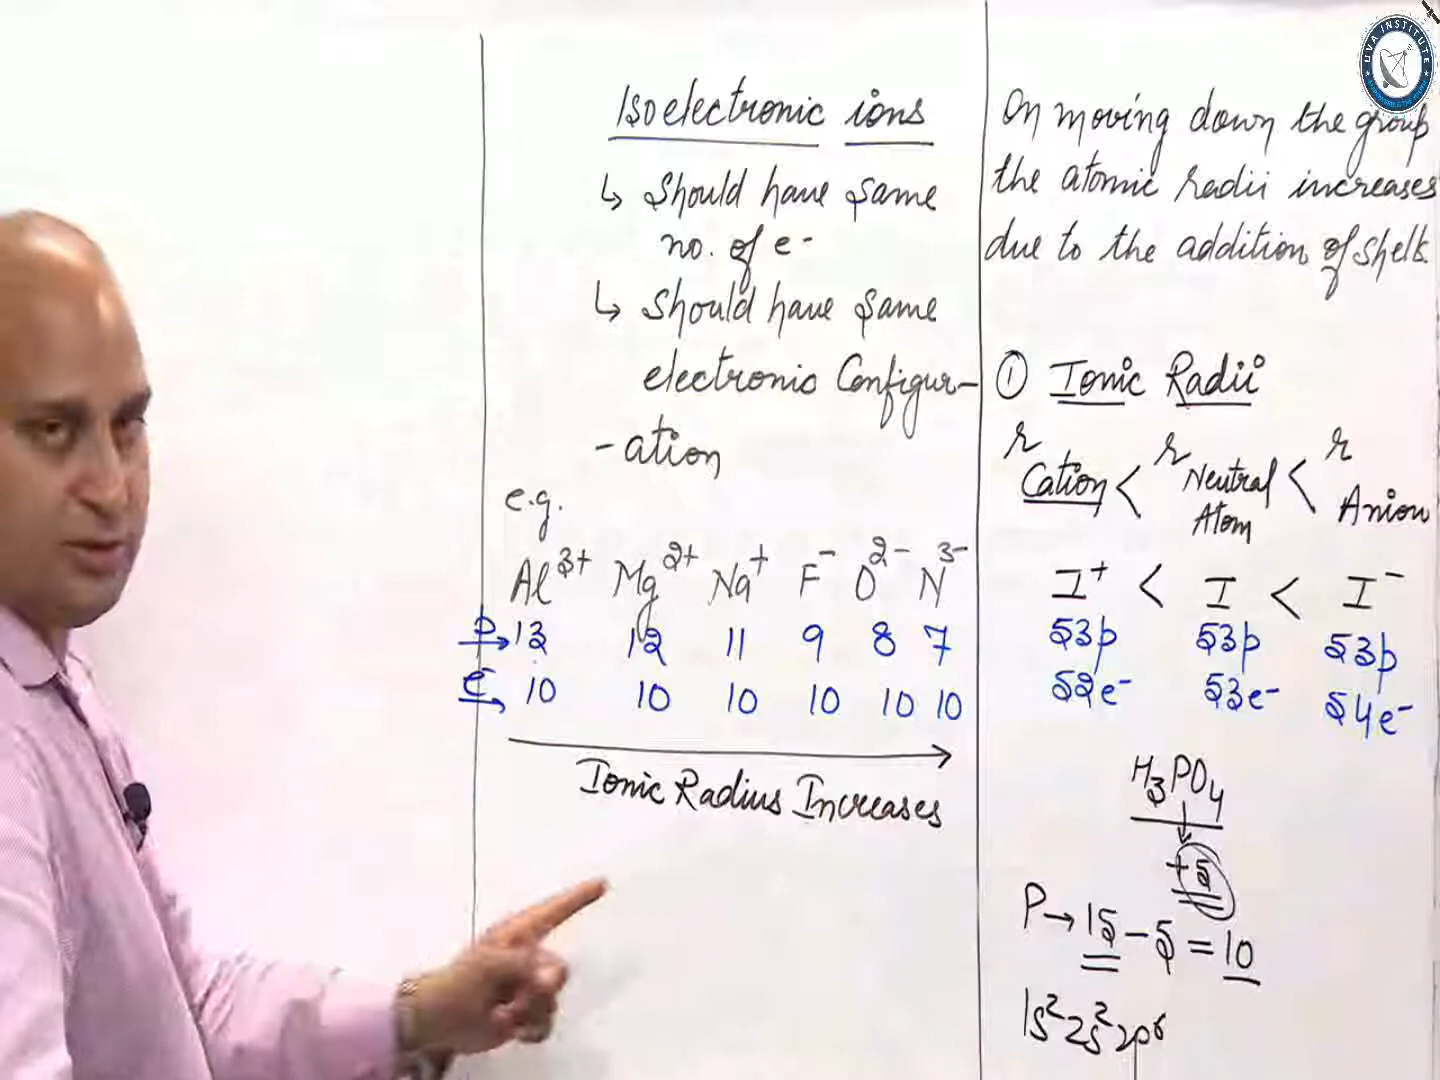 Isoelectronic ions
↳ Should have same
no. of e-
↳ Should have same
electronic Configur-
-ation
e.g.
Al³⁺ Mg²⁺ Na⁺ F⁻ O²⁻ N³⁻
p→ 13 12 11 9 8 7
e⁻→ 10 10 10 10 10 10
Ionic Radius Increases
On moving down the group
the atomic radii increases
due to the addition of shells.
① Ionic Radii
r Cation < r Neutral Atom < r Anion
I⁺ < I < I⁻
53p 53p 53p
52e⁻ 53e⁻ 54e⁻
H₃PO₄
+5
P→ 15 - 5 = 10
1s² 2s² 2p⁶
UVA INSTITUTE